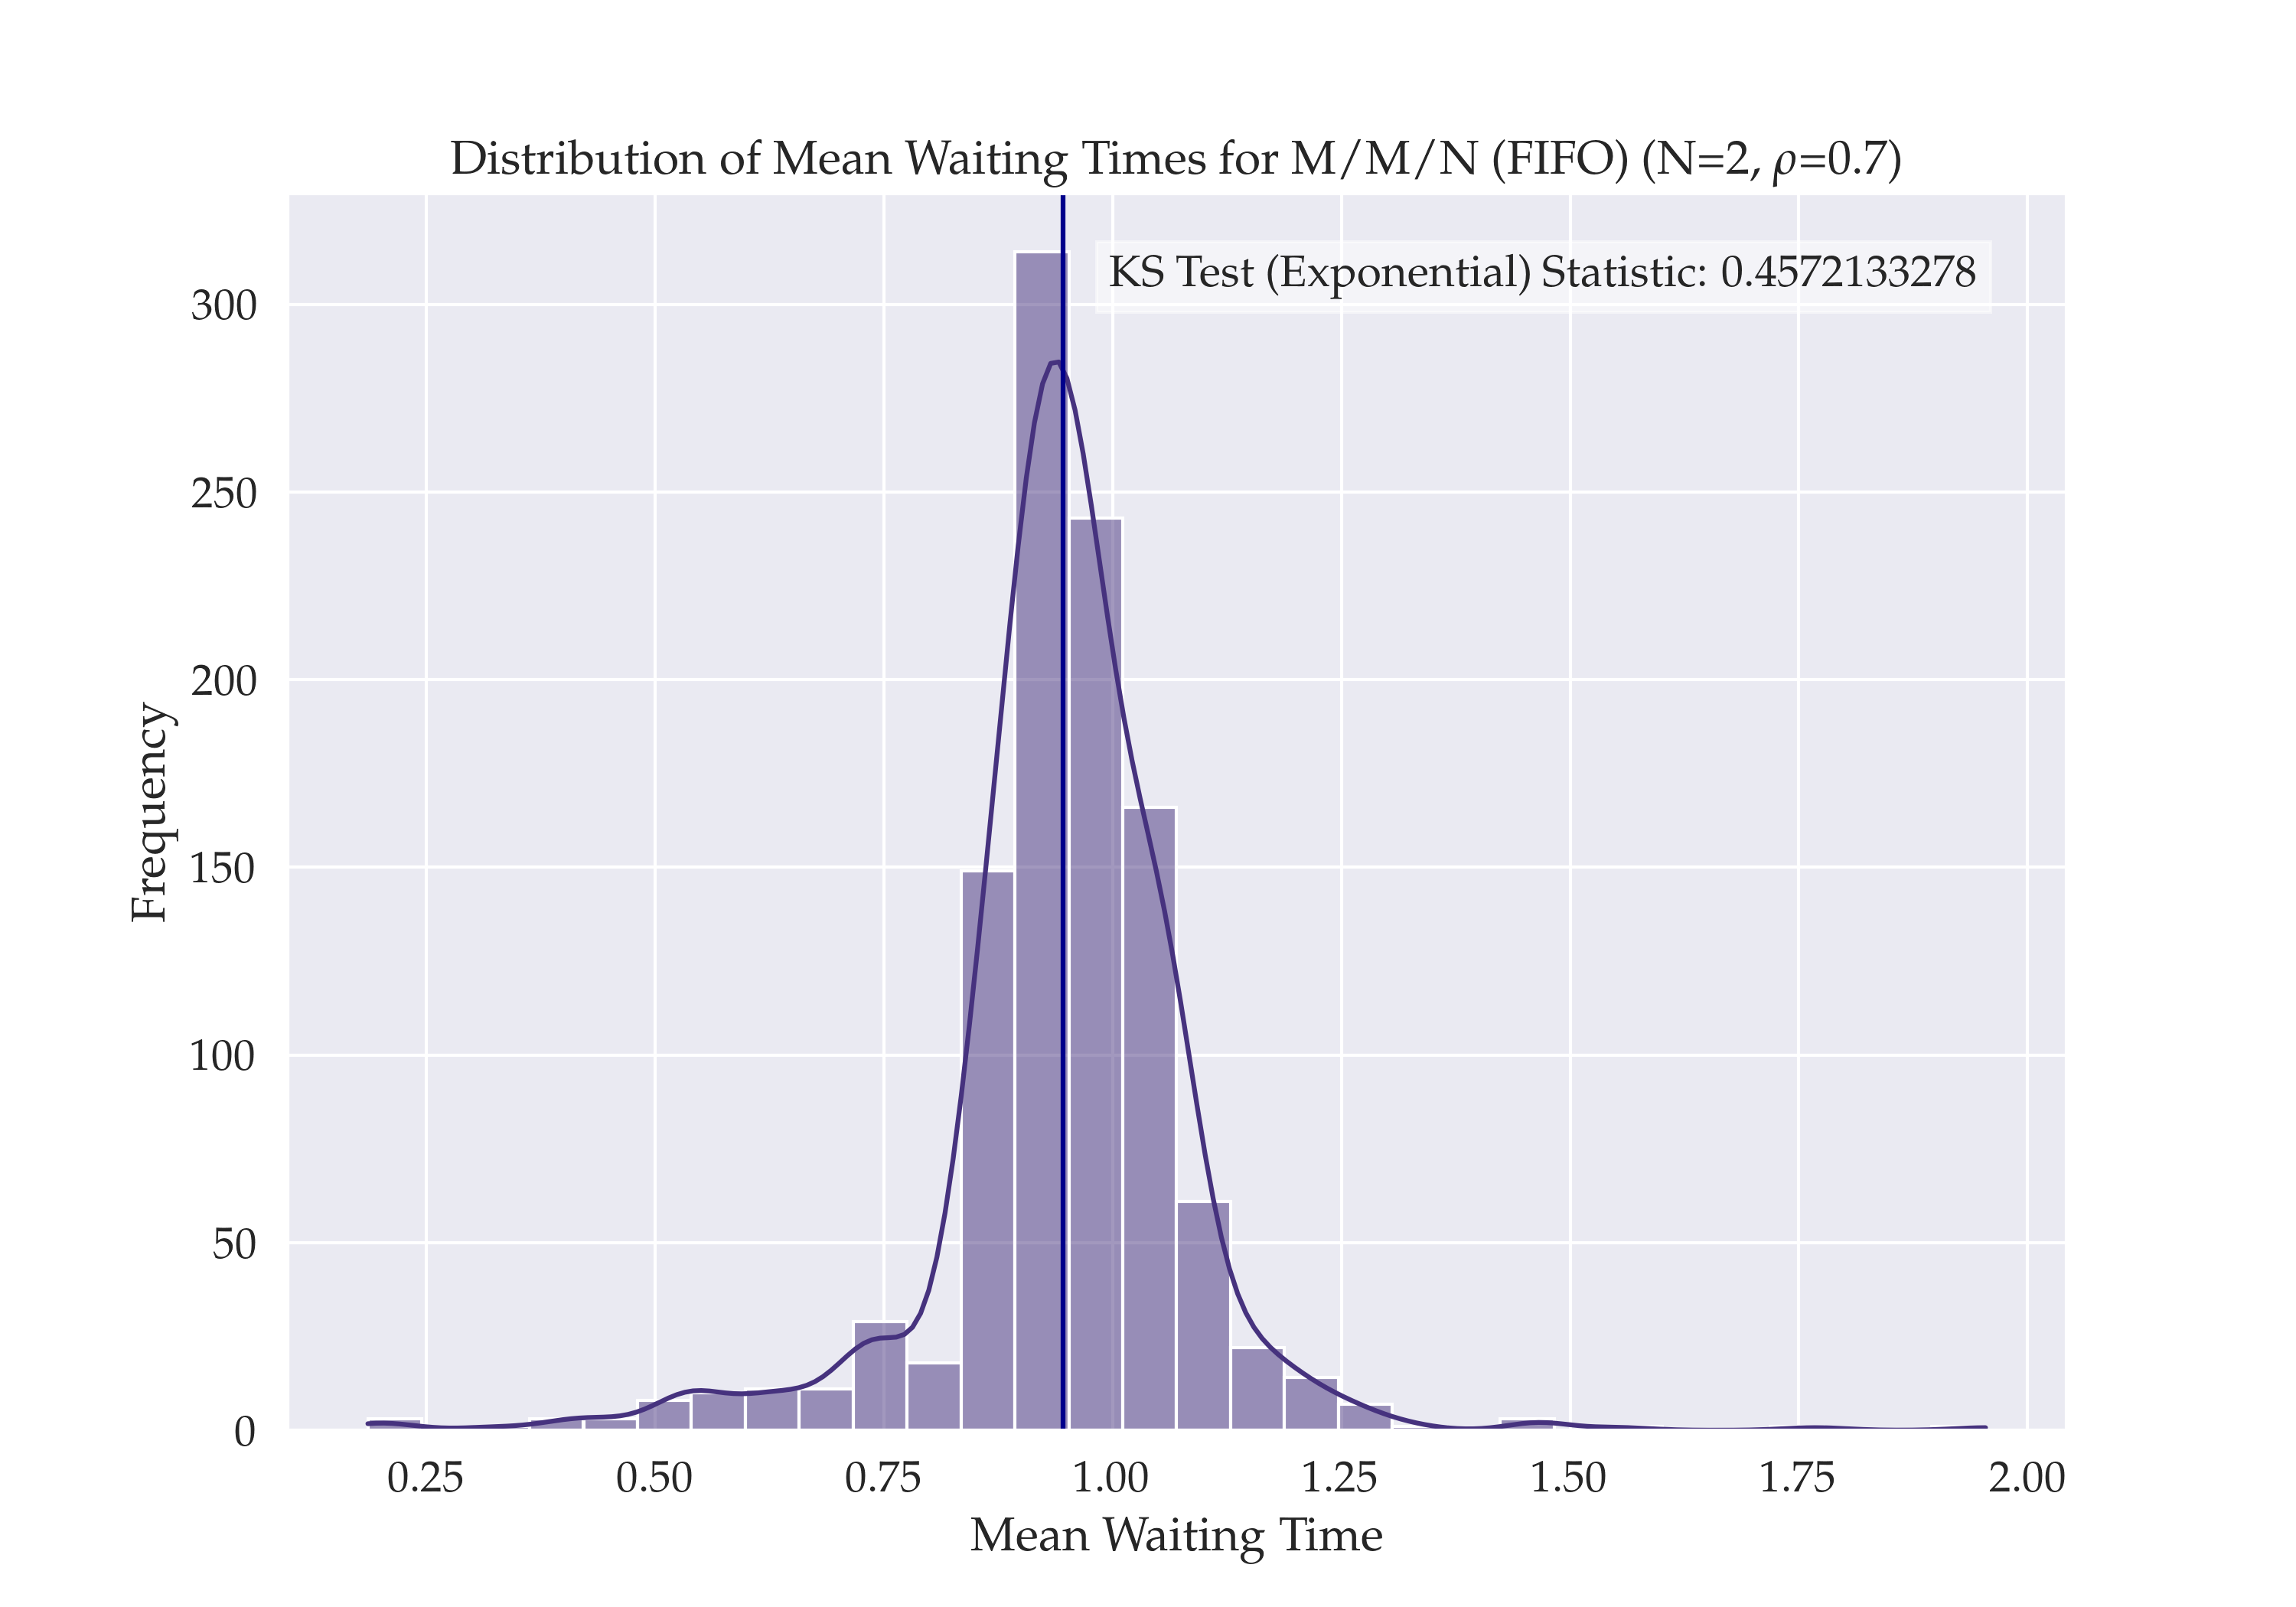 Distribution of Mean Waiting Times for M/M/N (FIFO) (N=2, ρ=0.7)
KS Test (Exponential) Statistic: 0.4572133278
Frequency
300
250
200
150
100
50
0
0.25 0.50 0.75 1.00 1.25 1.50 1.75 2.00
Mean Waiting Time